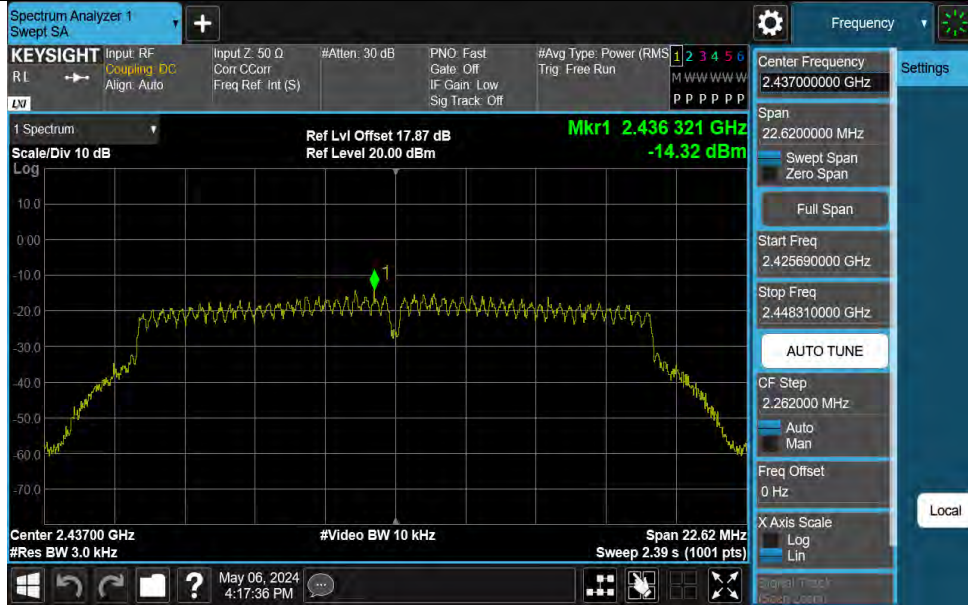 Spectrum Analyzer 1
Swept SA
Frequency
KEYSIGHT
RL
LXI
Input: RF
Coupling: DC
Align: Auto
Input Z: 50 Ω
Corr CCorr
Freq Ref: Int (S)
#Atten: 30 dB
PNO: Fast
Gate: Off
IF Gain: Low
Sig Track: Off
#Avg Type: Power (RMS
Trig: Free Run
1 2 3 4 5 6
M W W W W W
P P P P P P
1 Spectrum
Scale/Div 10 dB
Log
Ref Lvl Offset 17.87 dB
Ref Level 20.00 dBm
Mkr1 2.436 321 GHz
-14.32 dBm
10.0
0.00
-10.0
-20.0
-30.0
-40.0
-50.0
-60.0
-70.0
1
Center 2.43700 GHz
#Res BW 3.0 kHz
#Video BW 10 kHz
Span 22.62 MHz
Sweep 2.39 s (1001 pts)
May 06, 2024
4:17:36 PM
Center Frequency
2.437000000 GHz
Span
22.6200000 MHz
Swept Span
Zero Span
Full Span
Start Freq
2.425690000 GHz
Stop Freq
2.448310000 GHz
AUTO TUNE
CF Step
2.262000 MHz
Auto
Man
Freq Offset
0 Hz
X Axis Scale
Log
Lin
Signal Track
(Span Zoom)
Settings
Local